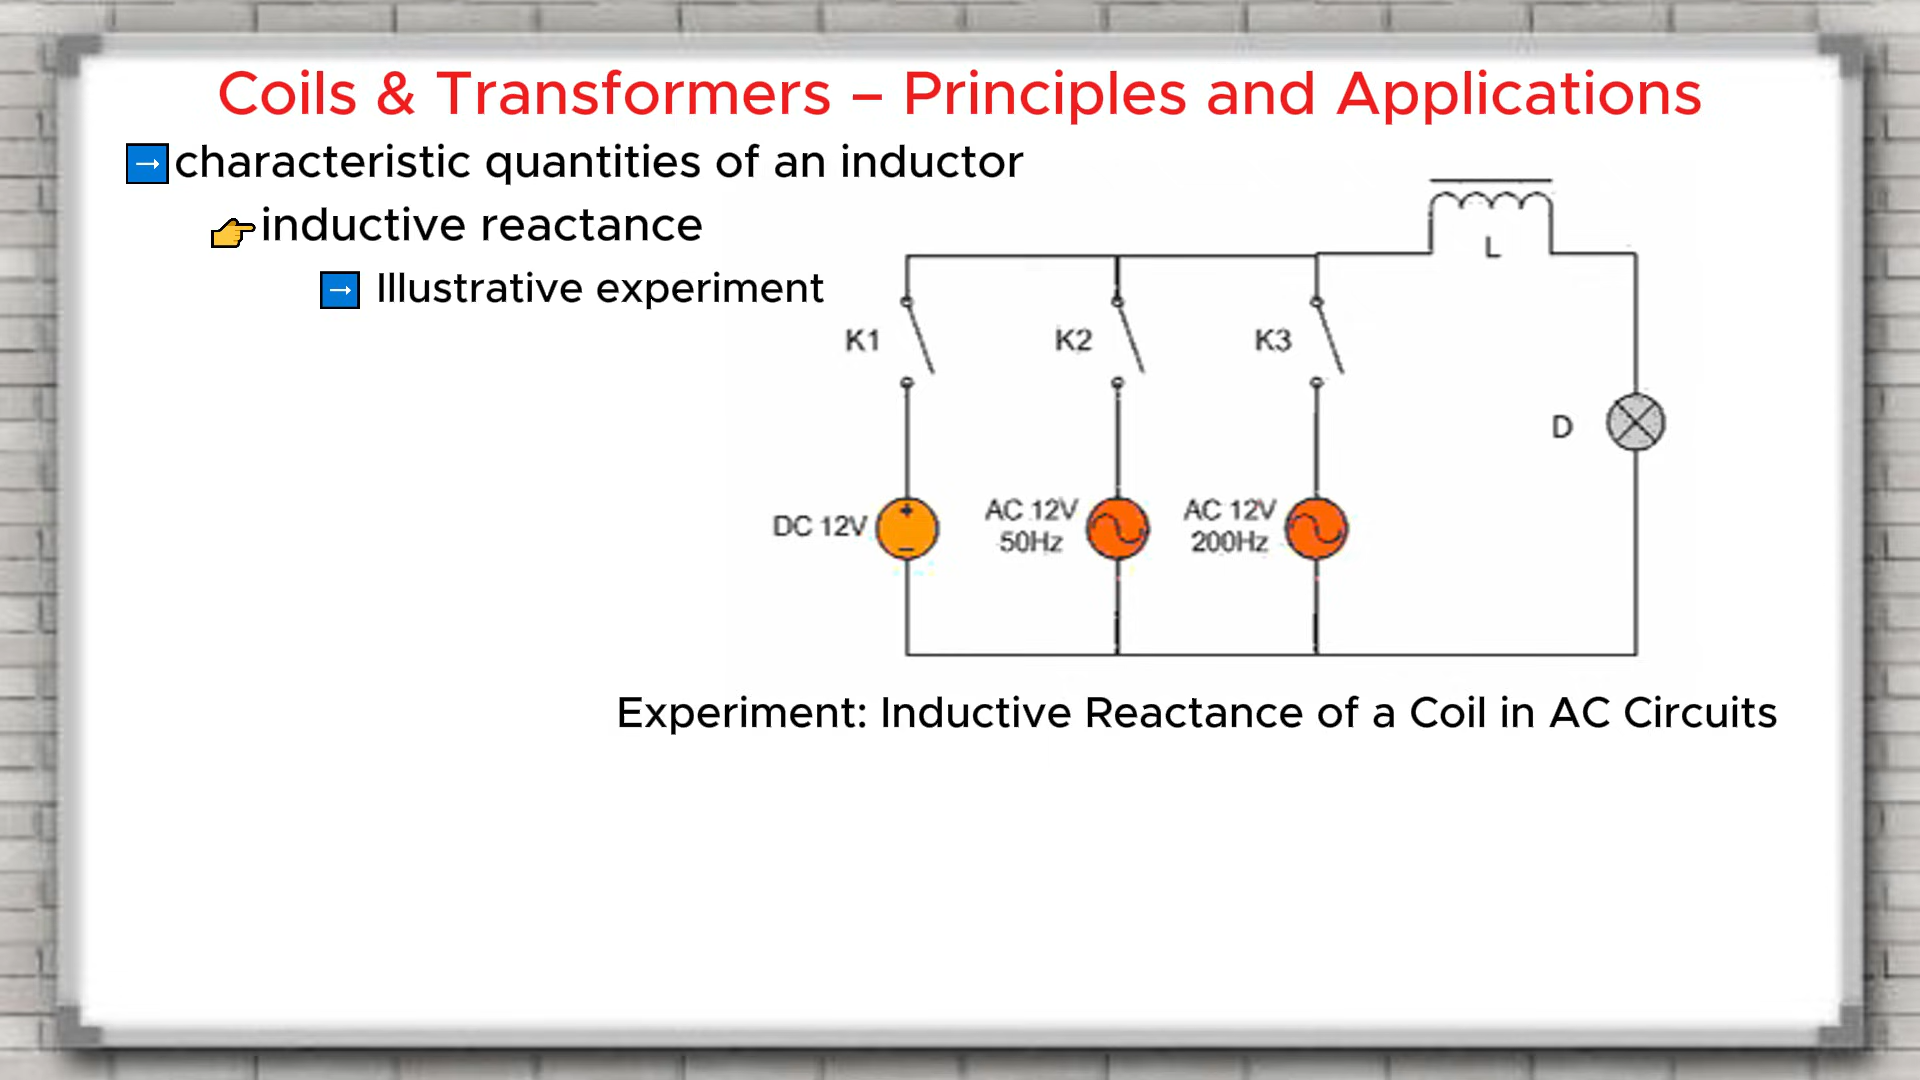 Coils & Transformers – Principles and Applications
➡characteristic quantities of an inductor
👉inductive reactance
➡ Illustrative experiment
L
K1
K2
K3
D
DC 12V
AC 12V
50Hz
AC 12V
200Hz
Experiment: Inductive Reactance of a Coil in AC Circuits